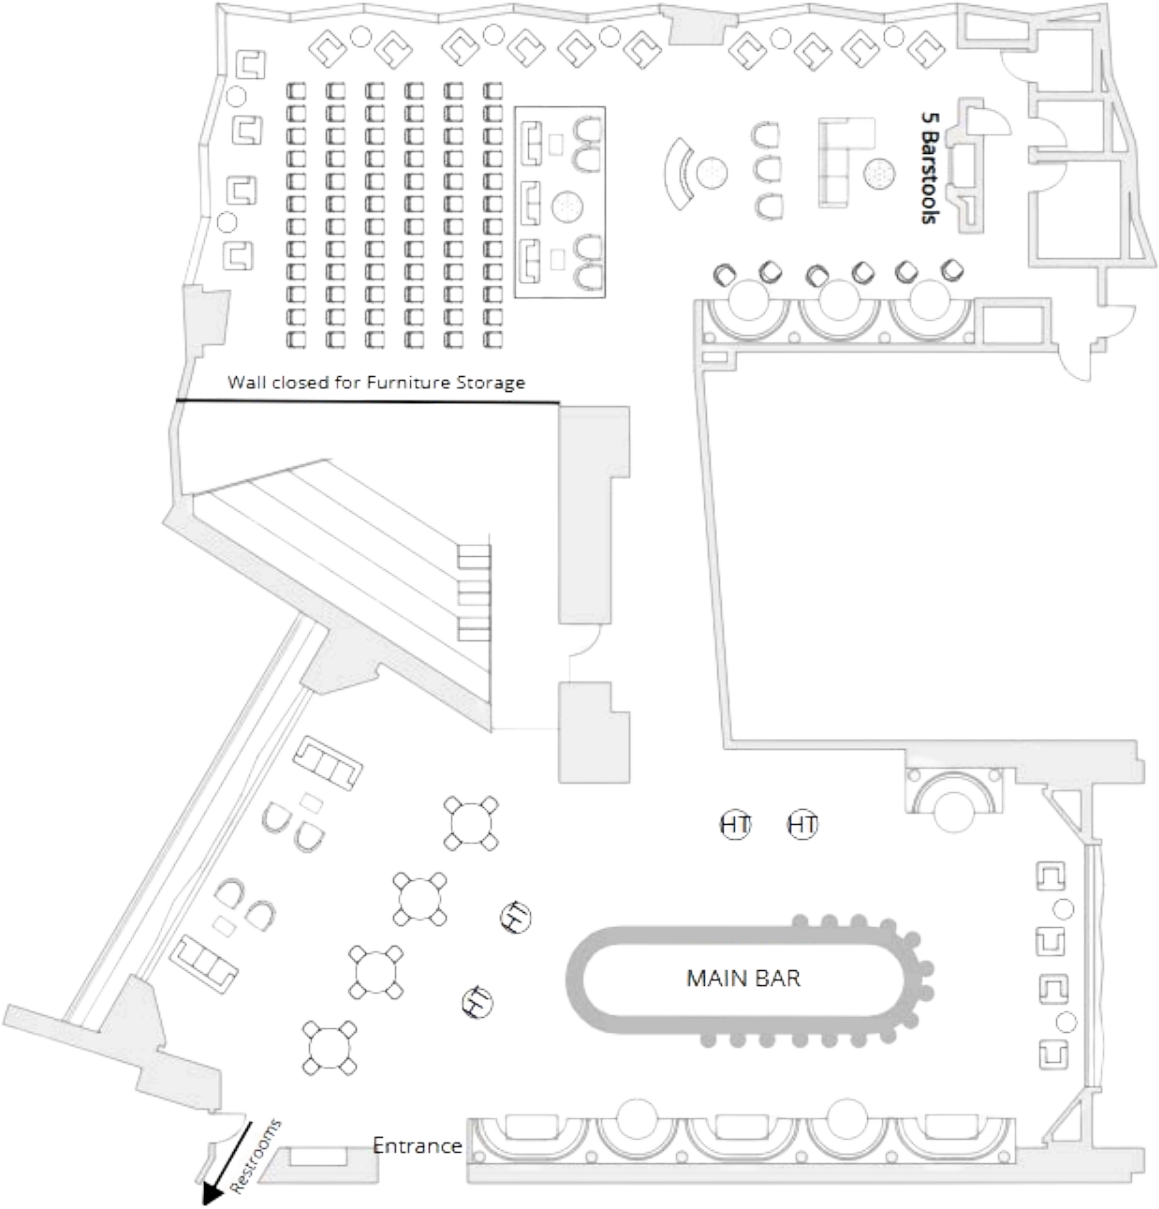 5 Barstools
Wall closed for Furniture Storage
HT
HT
HT
MAIN BAR
HT
Entrance
Restrooms